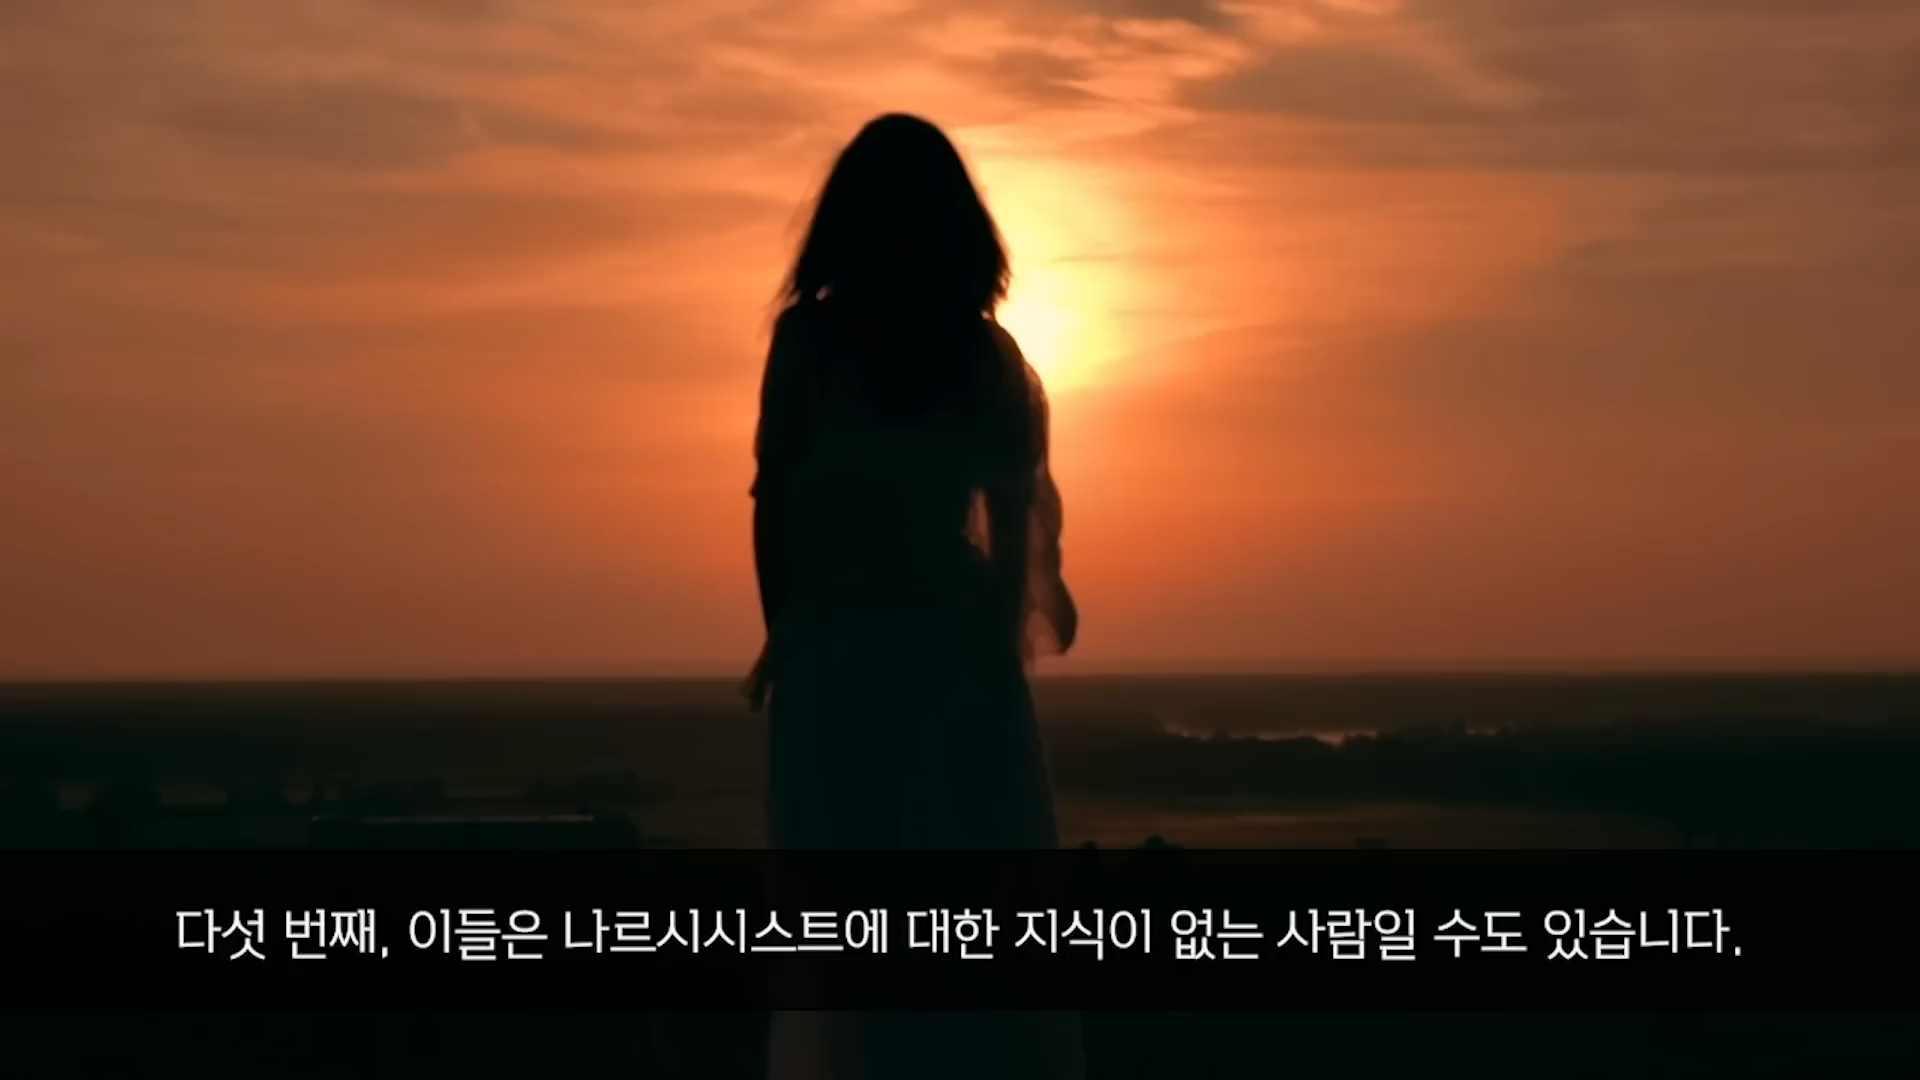 다섯 번째, 이들은 나르시시스트에 대한 지식이 없는 사람일 수도 있습니다.